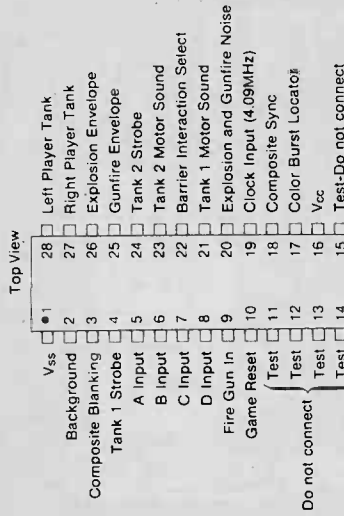 Top View
Vss 1 28 Left Player Tank
Background 2 27 Right Player Tank
Composite Blanking 3 26 Explosion Envelope
Tank 1 Strobe 4 25 Gunfire Envelope
A Input 5 24 Tank 2 Strobe
B Input 6 23 Tank 2 Motor Sound
C Input 7 22 Barrier Interaction Select
D Input 8 21 Tank 1 Motor Sound
Fire Gun In 9 20 Explosion and Gunfire Noise
Game Reset 10 19 Clock Input (4.09MHz)
Test 11 18 Composite Sync
Test 12 17 Color Burst Locator
Do not connect
Test 13 16 Vcc
Test 14 15 Test-Do not connect